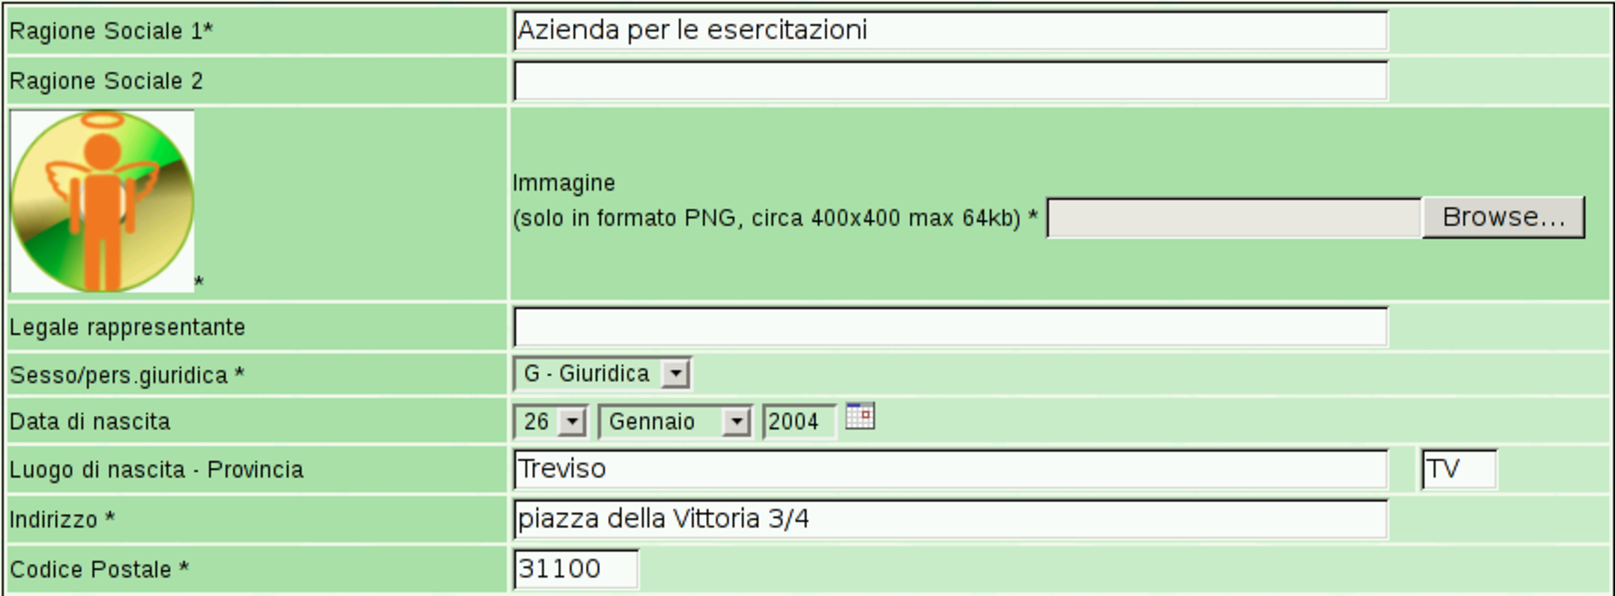 Ragione Sociale 1* Azienda per le esercitazioni
Ragione Sociale 2
Immagine
* (solo in formato PNG, circa 400x400 max 64kb) * Browse...
Legale rappresentante
Sesso/pers.giuridica * G - Giuridica
Data di nascita 26 Gennaio 2004
Luogo di nascita - Provincia Treviso TV
Indirizzo * piazza della Vittoria 3/4
Codice Postale * 31100